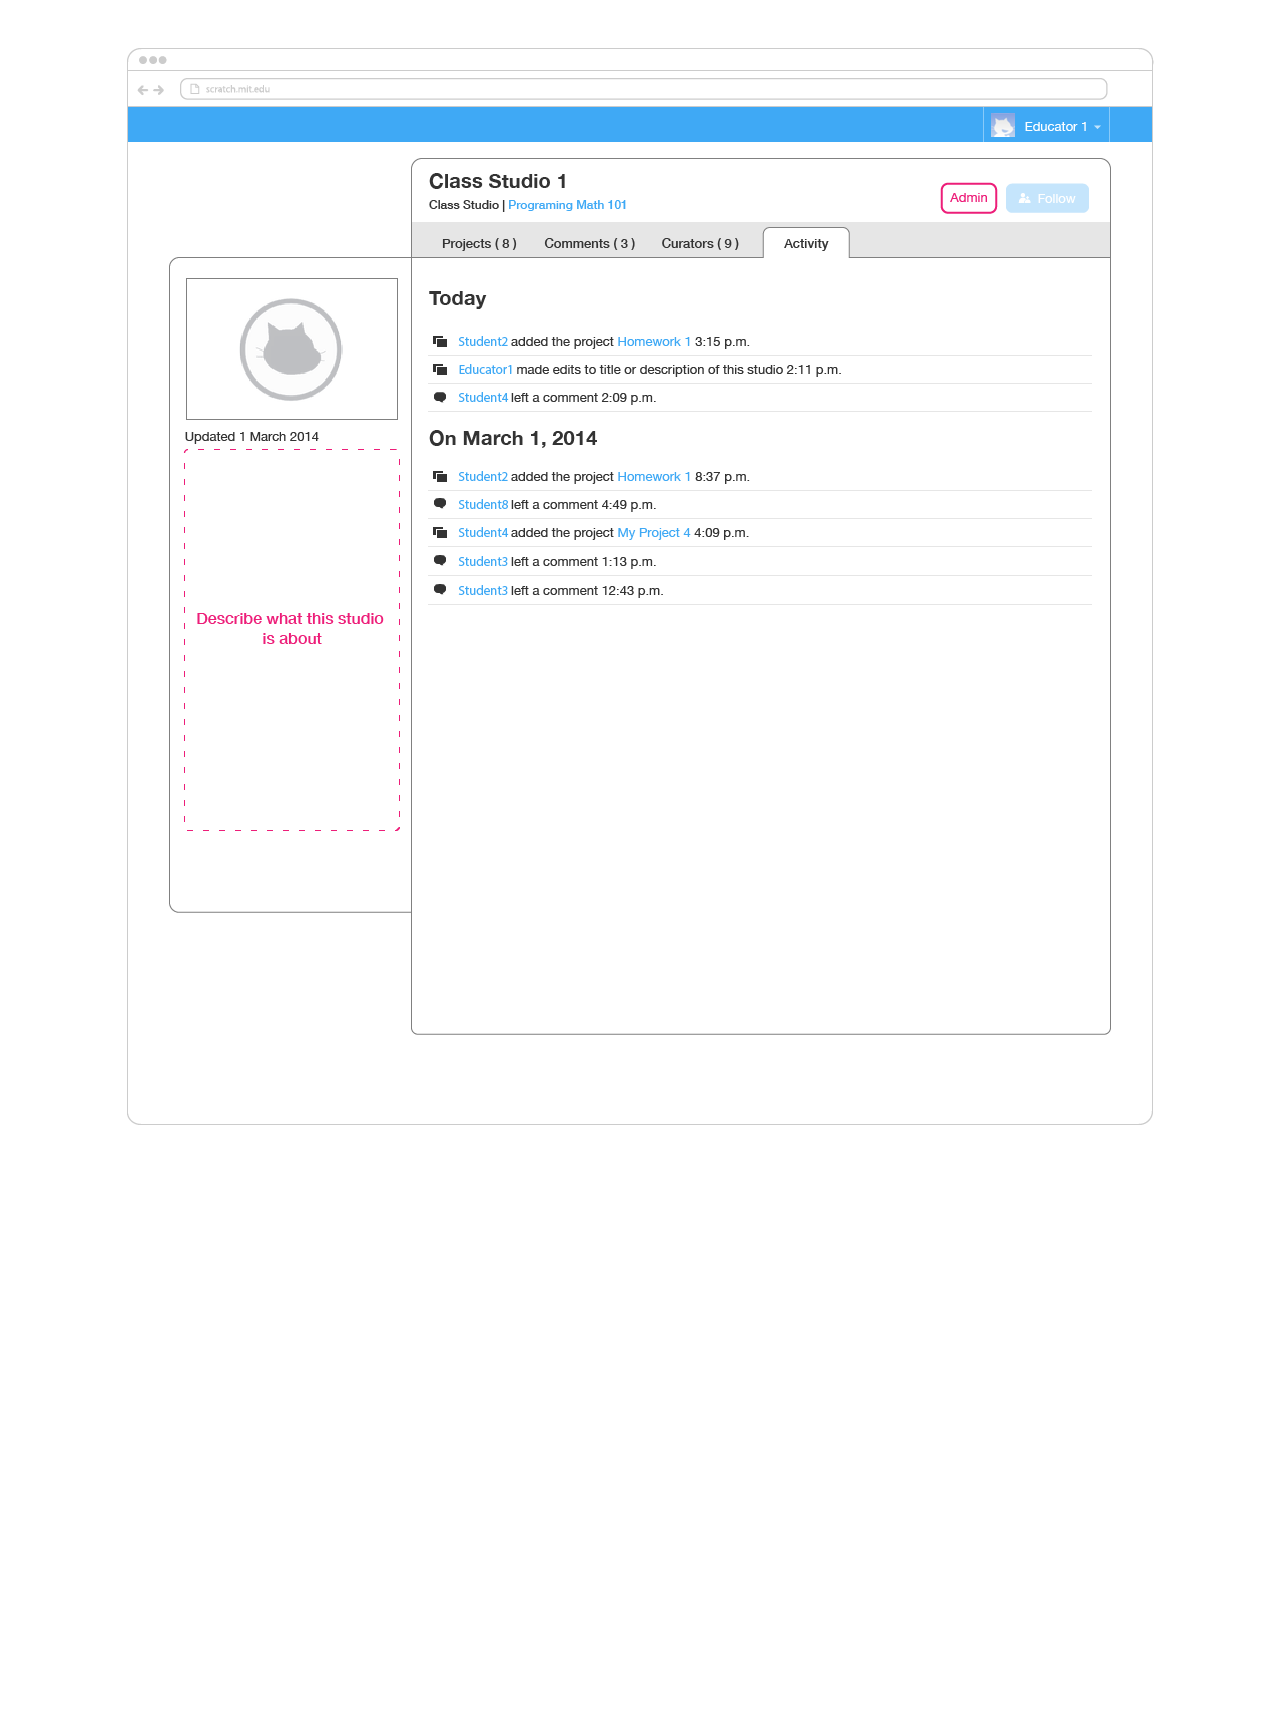 scratch.mit.edu
Educator 1
Class Studio 1
Class Studio | Programing Math 101
Admin
Follow
Projects ( 8 )
Comments ( 3 )
Curators ( 9 )
Activity
Updated 1 March 2014
Describe what this studio
is about
Today
Student2 added the project Homework 1 3:15 p.m.
Educator1 made edits to title or description of this studio 2:11 p.m.
Student4 left a comment 2:09 p.m.
On March 1, 2014
Student2 added the project Homework 1 8:37 p.m.
Student8 left a comment 4:49 p.m.
Student4 added the project My Project 4 4:09 p.m.
Student3 left a comment 1:13 p.m.
Student3 left a comment 12:43 p.m.